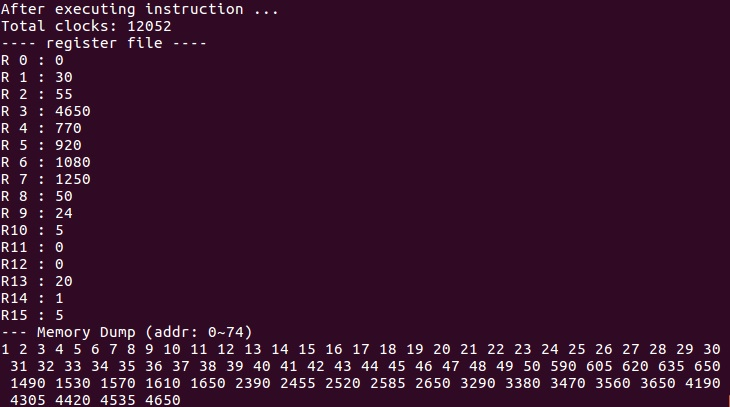 After executing instruction ...
Total clocks: 12052
---- register file ----
R 0 : 0
R 1 : 30
R 2 : 55
R 3 : 4650
R 4 : 770
R 5 : 920
R 6 : 1080
R 7 : 1250
R 8 : 50
R 9 : 24
R10 : 5
R11 : 0
R12 : 0
R13 : 20
R14 : 1
R15 : 5
--- Memory Dump (addr: 0~74)
1 2 3 4 5 6 7 8 9 10 11 12 13 14 15 16 17 18 19 20 21 22 23 24 25 26 27 28 29 30
31 32 33 34 35 36 37 38 39 40 41 42 43 44 45 46 47 48 49 50 590 605 620 635 650
1490 1530 1570 1610 1650 2390 2455 2520 2585 2650 3290 3380 3470 3560 3650 4190
4305 4420 4535 4650